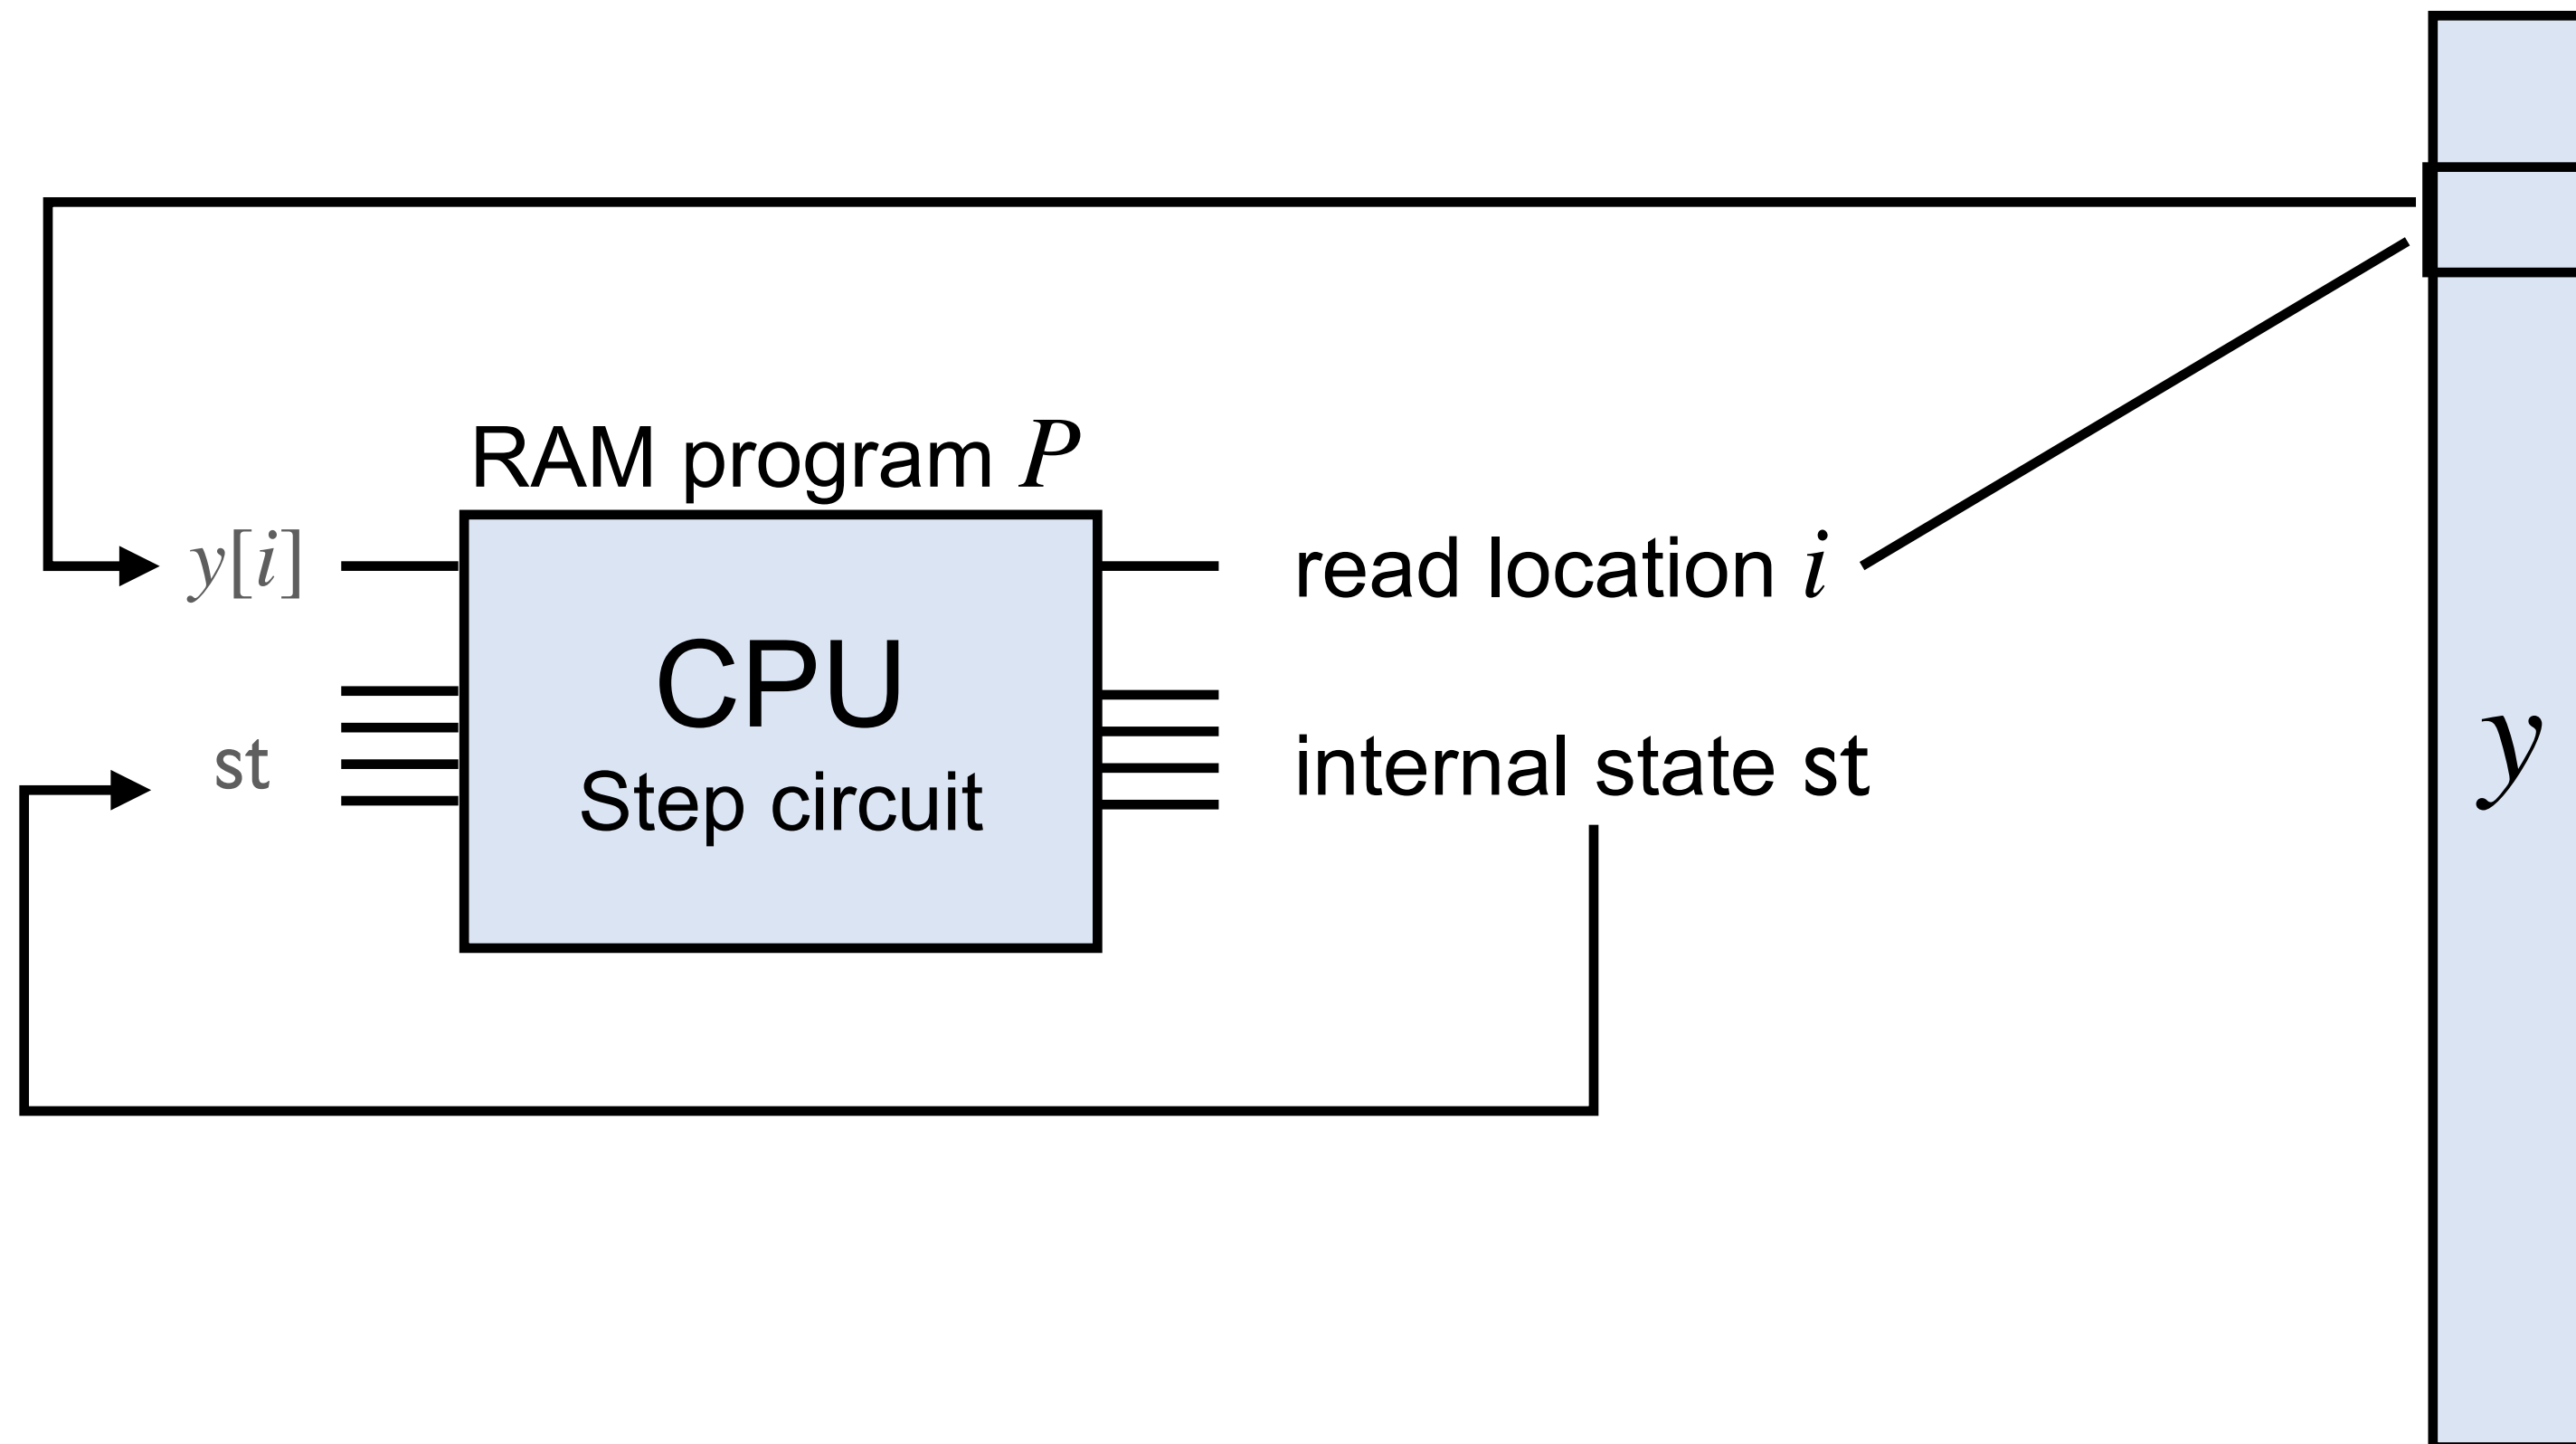 RAM program P
y[i]
read location i
CPU
st
internal state st
Step circuit
y